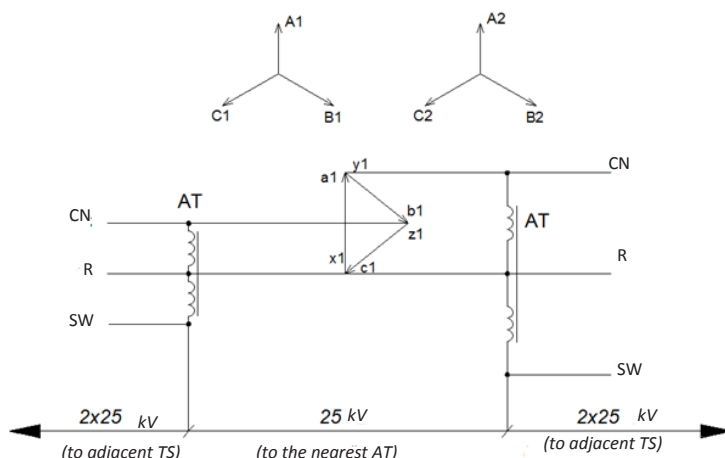 A1
A2
C1
B1
C2
B2
y1
CN
a1
AT
CN
b1
AT
z1
R
x1
c1
R
SW
SW
2x25 kV
25 kV
2x25 kV
(to adjacent TS)
(to the nearest AT)
(to adjacent TS)